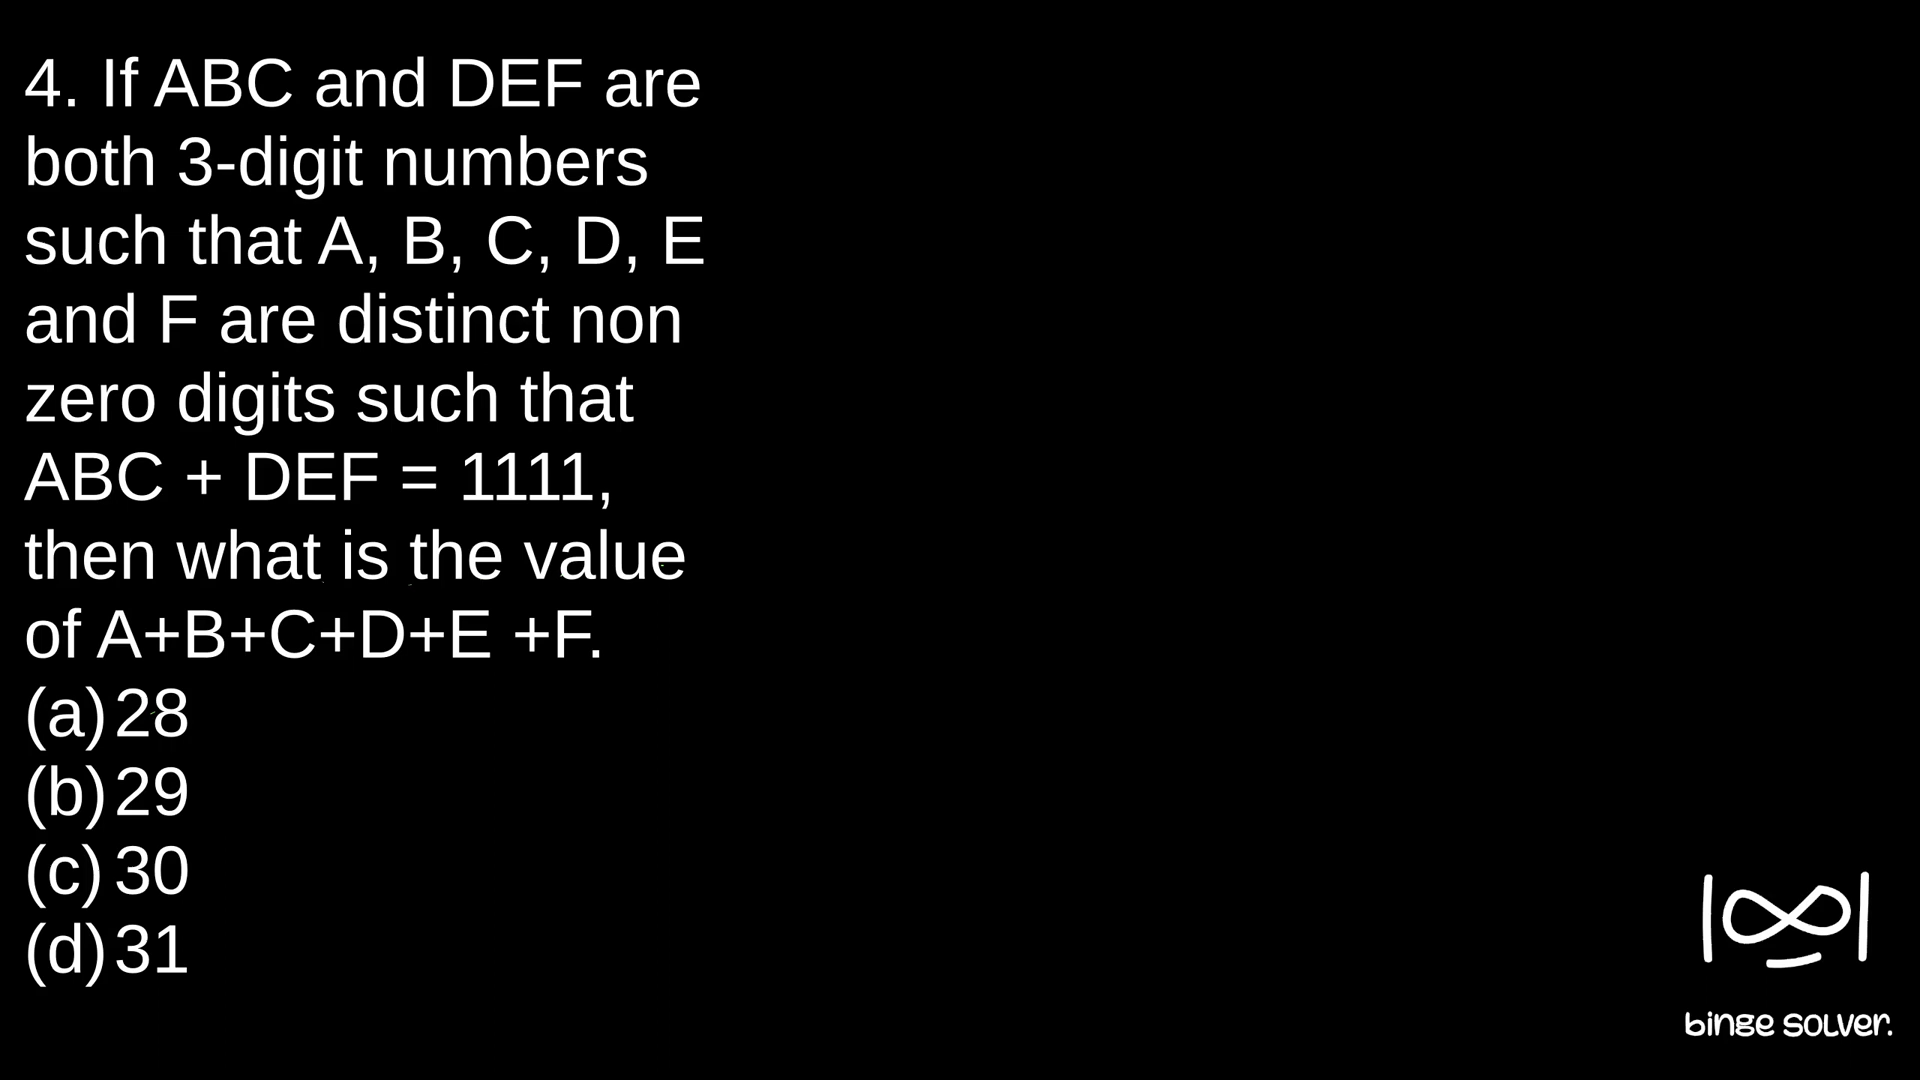 4. If ABC and DEF are
both 3-digit numbers
such that A, B, C, D, E
and F are distinct non
zero digits such that
ABC + DEF = 1111,
then what is the value
of A+B+C+D+E +F.
(a) 28
(b) 29
(c) 30
(d) 31
binge solver.